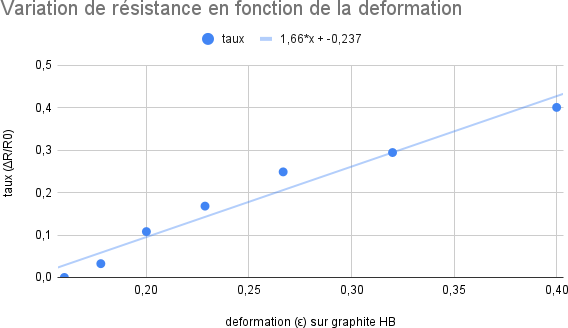 Variation de résistance en fonction de la deformation
taux 1,66*x + -0,237
0,5
0,4
0,3
0,2
0,1
0,0
taux (ΔR/R0)
0,20 0,25 0,30 0,35 0,40
deformation (ε) sur graphite HB